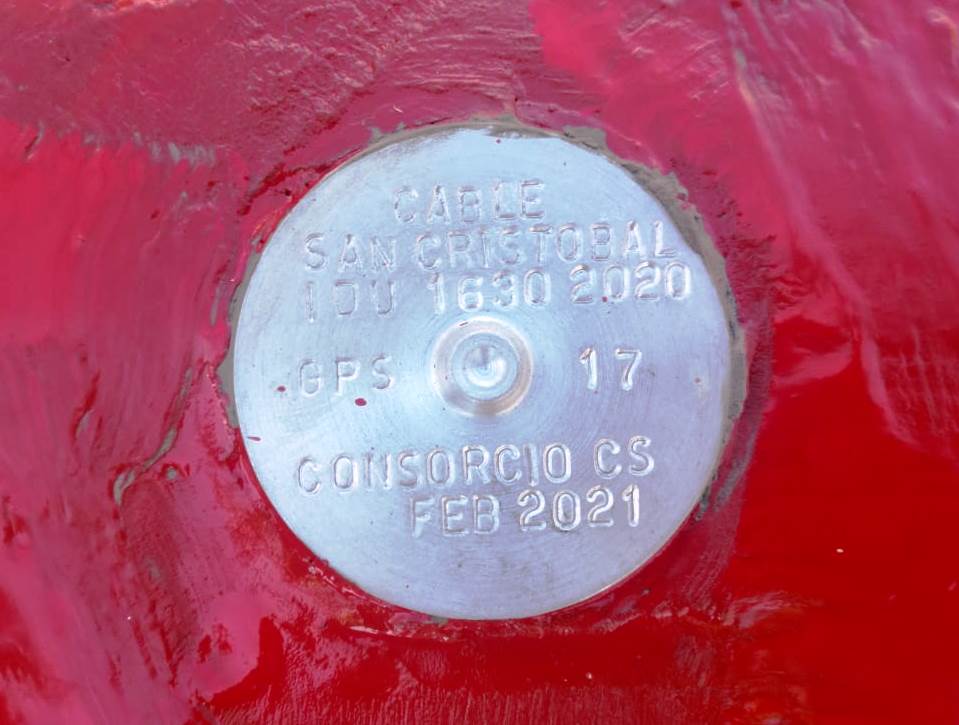 CABLE
SAN CRISTOBAL
IDU 1630 2020
GPS 17
CONSORCIO CS
FEB 2021